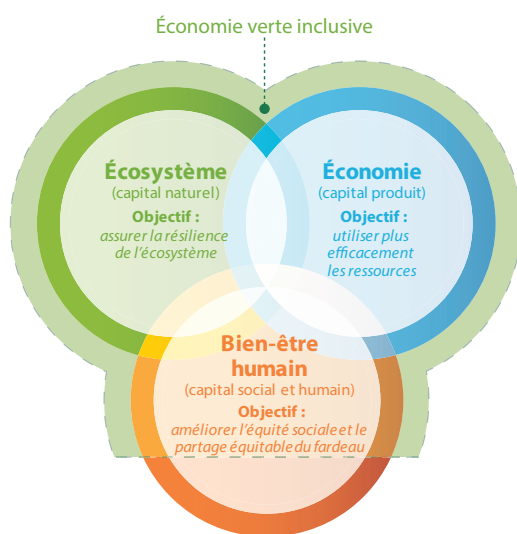 Économie verte inclusive
Écosystème
(capital naturel)
Objectif :
assurer la résilience
de l'écosystème
Économie
(capital produit)
Objectif :
utiliser plus
efficacement
les ressources
Bien-être
humain
(capital social et humain)
Objectif :
améliorer l'équité sociale et le
partage équitable du fardeau